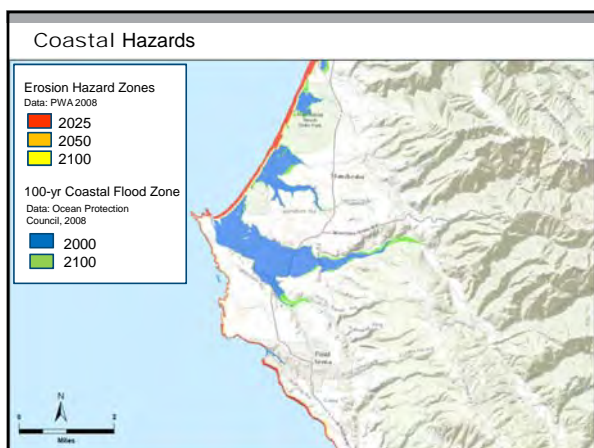 Coastal Hazards
Erosion Hazard Zones
Data: PWA 2008
2025
2050
2100
100-yr Coastal Flood Zone
Data: Ocean Protection
Council, 2008
2000
2100
N
0
2
Miles